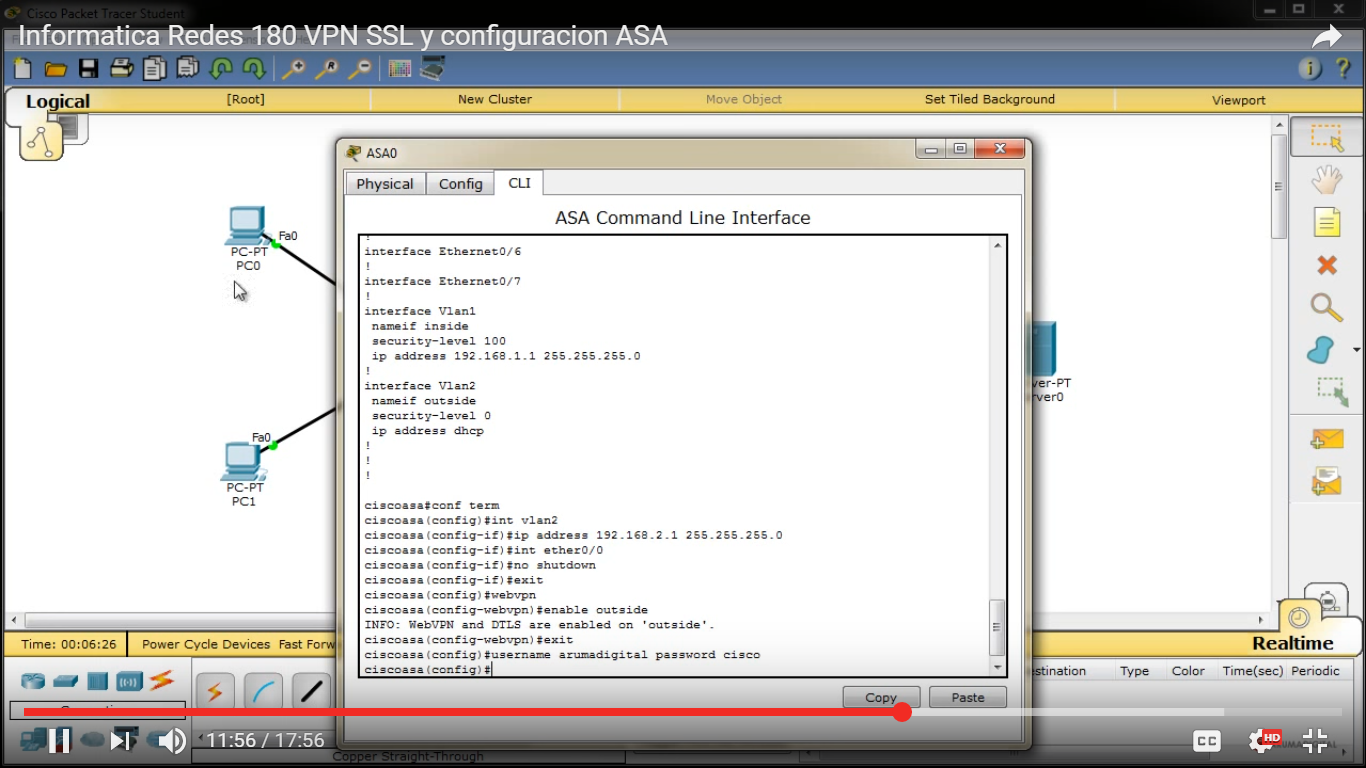 Cisco Packet Tracer Student
Informatica Redes 180 VPN SSL y configuracion ASA
Logical
[Root]
New Cluster
Move Object
Set Tiled Background
Viewport
ASA0
Physical
Config
CLI
ASA Command Line Interface
!
interface Ethernet0/6
!
interface Ethernet0/7
!
interface Vlan1
nameif inside
security-level 100
ip address 192.168.1.1 255.255.255.0
!
interface Vlan2
nameif outside
security-level 0
ip address dhcp
!
!
!
ciscoasa#conf term
ciscoasa(config)#int vlan2
ciscoasa(config-if)#ip address 192.168.2.1 255.255.255.0
ciscoasa(config-if)#int ether0/0
ciscoasa(config-if)#no shutdown
ciscoasa(config-if)#exit
ciscoasa(config)#webvpn
ciscoasa(config-webvpn)#enable outside
INFO: WebVPN and DTLS are enabled on 'outside'.
ciscoasa(config-webvpn)#exit
ciscoasa(config)#username arumadigital password cisco
ciscoasa(config)#
Copy
Paste
Fa0
PC-PT
PC0
Fa0
PC-PT
PC1
ver-PT
rver0
Time: 00:06:26
Power Cycle Devices Fast Forw
Realtime
stination
Type
Color
Time(sec)
Periodic
11:56 / 17:56
CC
HD
Copper Straight-Through